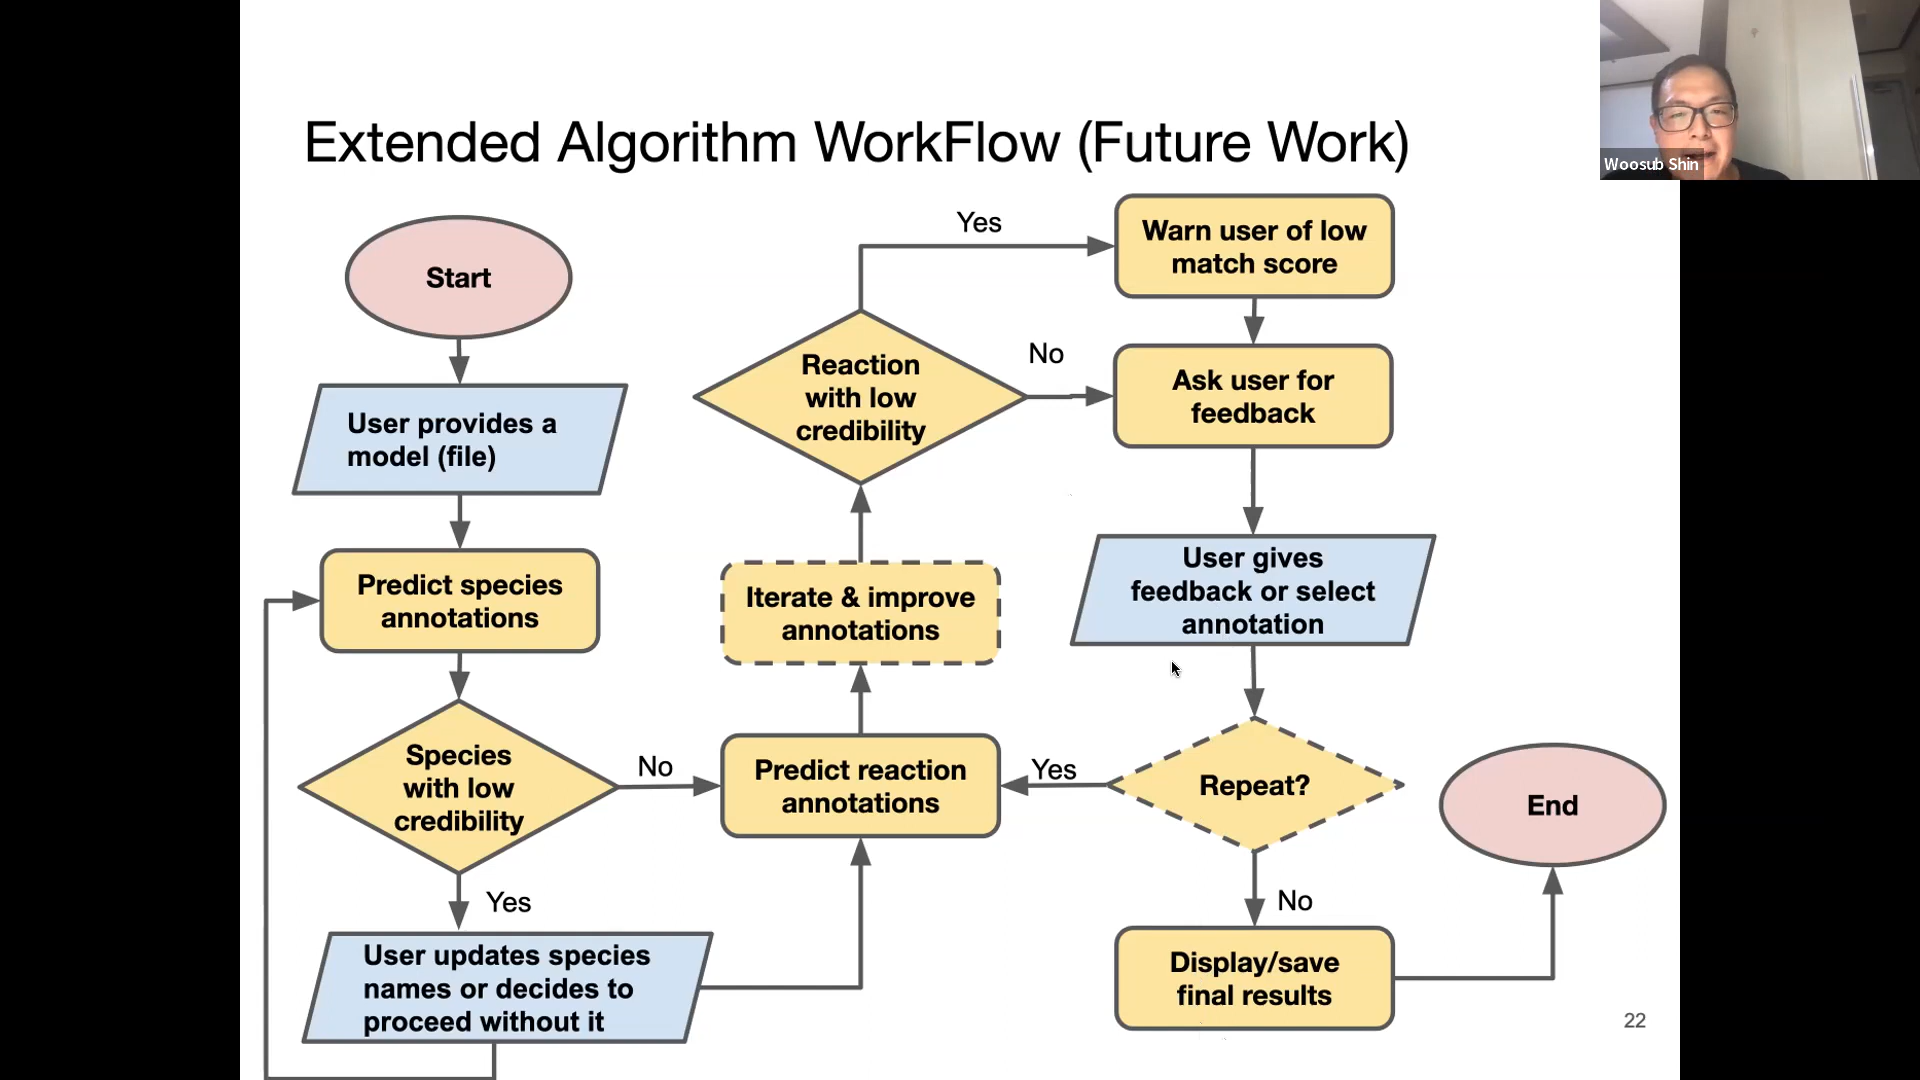 Extended Algorithm WorkFlow (Future Work)
Woosub Shin
Start
User provides a
model (file)
Predict species
annotations
Species
with low
credibility
No
Yes
User updates species
names or decides to
proceed without it
Predict reaction
annotations
Iterate & improve
annotations
Reaction
with low
credibility
Yes
No
Warn user of low
match score
Ask user for
feedback
User gives
feedback or select
annotation
Repeat?
Yes
No
Display/save
final results
End
22